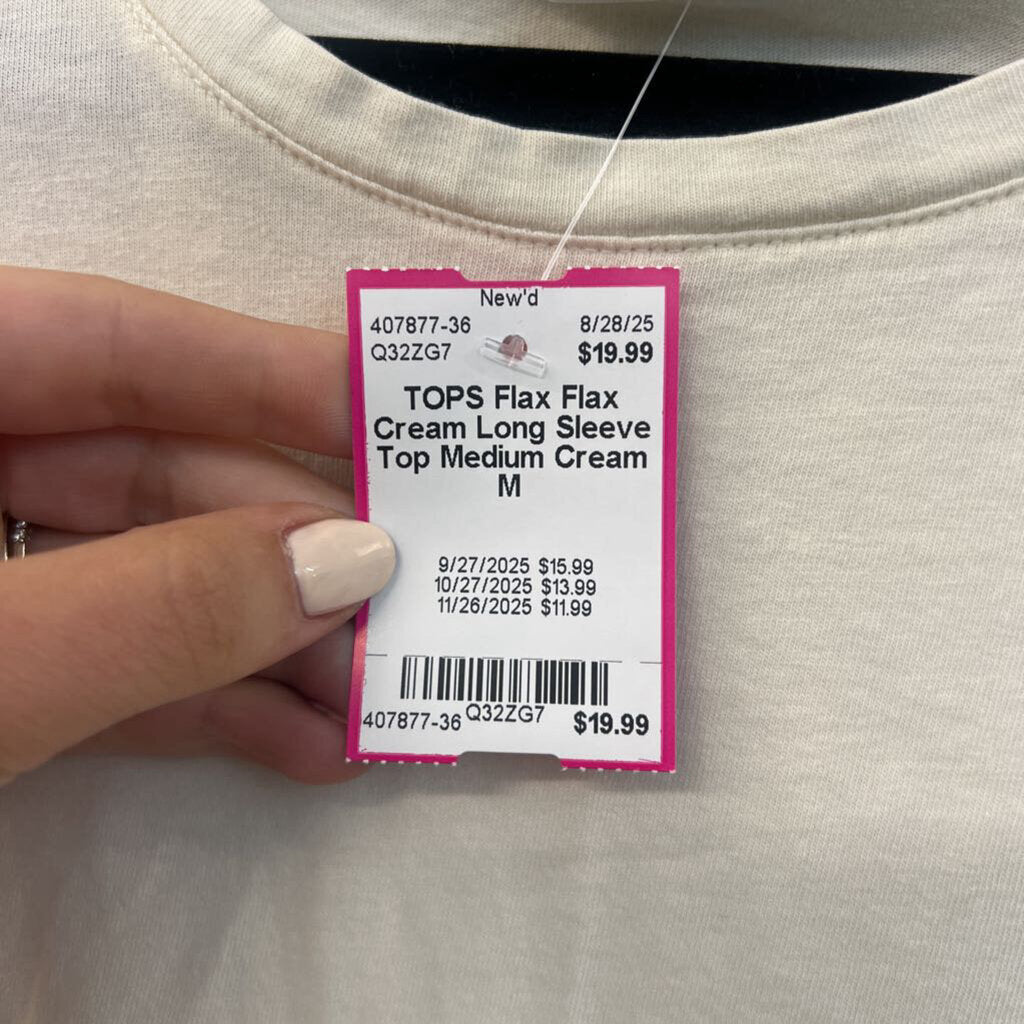 New'd
407877-36 8/28/25
Q32ZG7 $19.99
TOPS Flax Flax
Cream Long Sleeve
Top Medium Cream
M
9/27/2025 $15.99
10/27/2025 $13.99
11/26/2025 $11.99
407877-36 Q32ZG7 $19.99